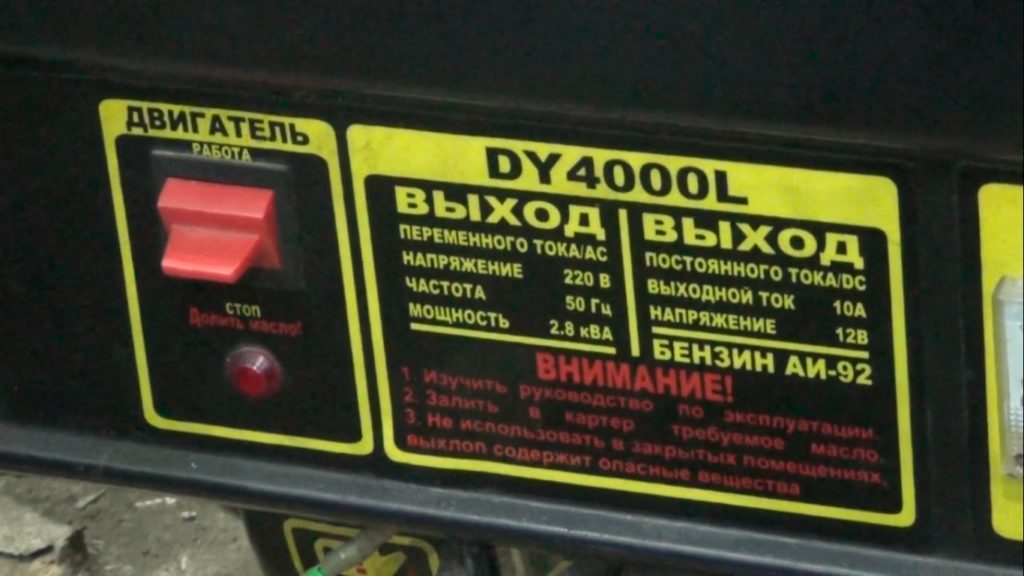 ДВИГАТЕЛЬ
РАБОТА
СТОП
Долить масло!
DY4000L
ВЫХОД
ПЕРЕМЕННОГО ТОКА/АС
НАПРЯЖЕНИЕ 220 В
ЧАСТОТА 50 Гц
МОЩНОСТЬ 2.8 кВА
ВЫХОД
ПОСТОЯННОГО ТОКА/DC
ВЫХОДНОЙ ТОК 10А
НАПРЯЖЕНИЕ 12В
БЕНЗИН АИ-92
ВНИМАНИЕ!
1. Изучить руководство по эксплуатации.
2. Залить в картер требуемое масло.
3. Не использовать в закрытых помещениях,
выхлоп содержит опасные вещества